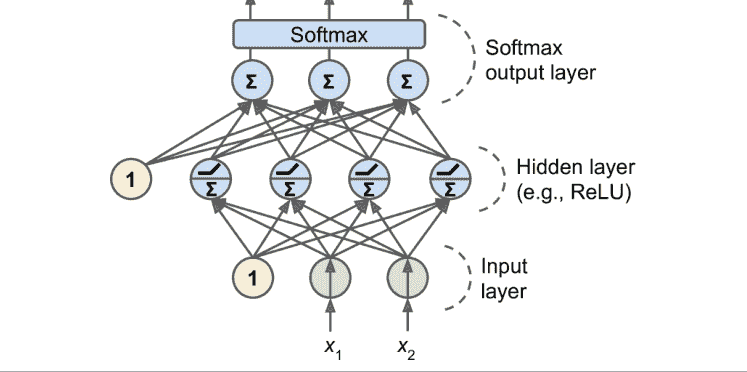 Softmax
Softmax
output layer
Σ
Σ
Σ
1
Σ
Σ
Σ
Σ
Hidden layer
(e.g., ReLU)
1
Input
layer
x1
x2